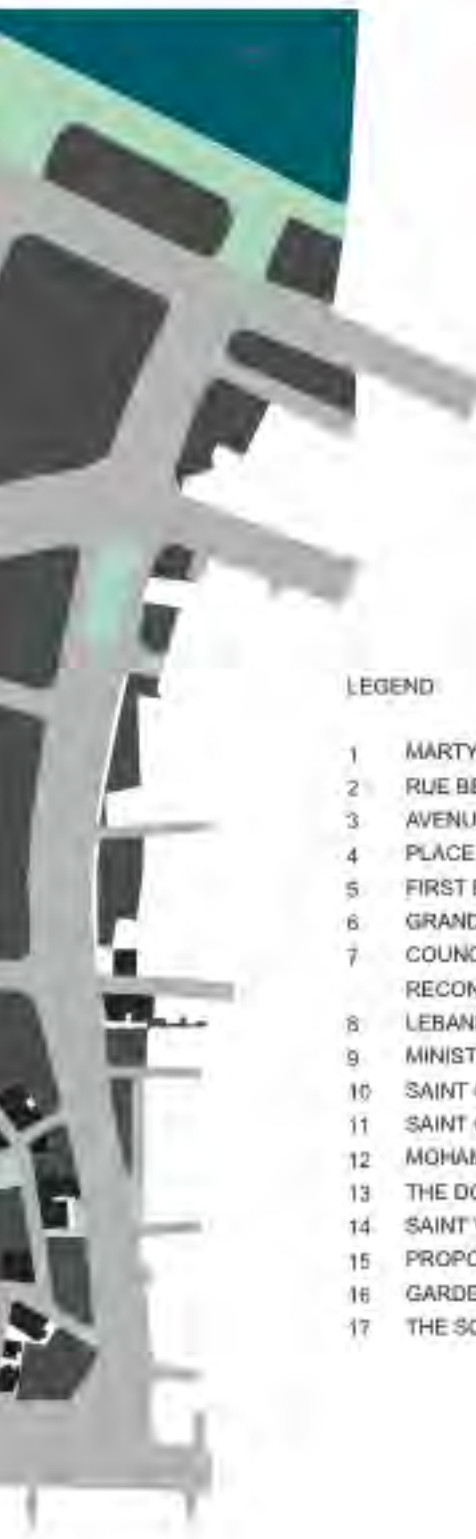 LEGEND
1 MARTY
2 RUE BE
3 AVENU
4 PLACE
5 FIRST
6 GRAND
7 COUNC
RECON
8 LEBAN
9 MINIST
10 SAINT
11 SAINT
12 MOHAM
13 THE DO
14 SAINT
15 PROPO
16 GARDE
17 THE SO